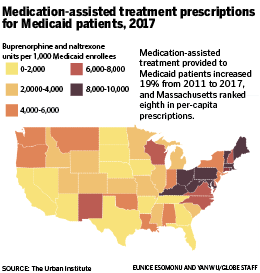 Medication-assisted treatment prescriptions
for Medicaid patients, 2017
Buprenorphine and naltrexone
units per 1,000 Medicaid enrollees
0-2,000
6,000-8,000
2,0000-4,000
8,000-10,000
4,000-6,000
Medication-assisted
treatment provided to
Medicaid patients increased
19% from 2011 to 2017,
and Massachusetts ranked
eighth in per-capita
prescriptions.
SOURCE: The Urban Institute
EUNICE ESOMONU AND YAN WU/GLOBE STAFF